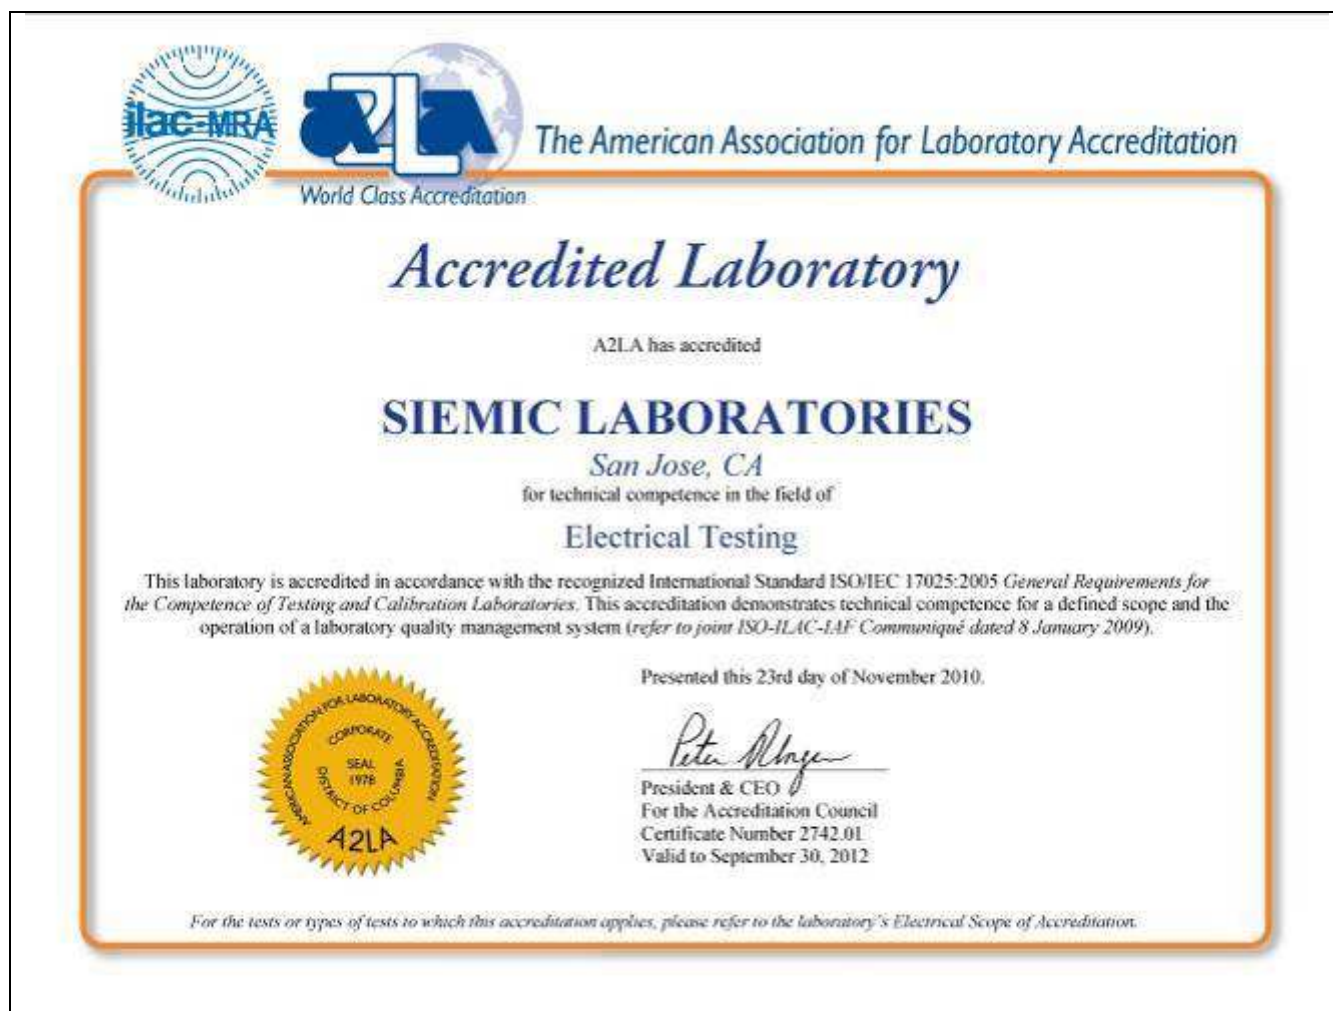 ilac-MRA
a2La
World Class Accreditation
The American Association for Laboratory Accreditation
Accredited Laboratory
A2LA has accredited
SIEMIC LABORATORIES
San Jose, CA
for technical competence in the field of
Electrical Testing
This laboratory is accredited in accordance with the recognized International Standard ISO/IEC 17025:2005 General Requirements for
the Competence of Testing and Calibration Laboratories. This accreditation demonstrates technical competence for a defined scope and the
operation of a laboratory quality management system (refer to joint ISO-ILAC-IAF Communiqué dated 8 January 2009).
AMERICAN ASSOCIATION FOR LABORATORY ACCREDITATION
CORPORATE
SEAL
1978
DISTRICT OF COLUMBIA
A2LA
Presented this 23rd day of November 2010.
President & CEO
For the Accreditation Council
Certificate Number 2742.01
Valid to September 30, 2012
For the tests or types of tests to which this accreditation applies, please refer to the laboratory's Electrical Scope of Accreditation.